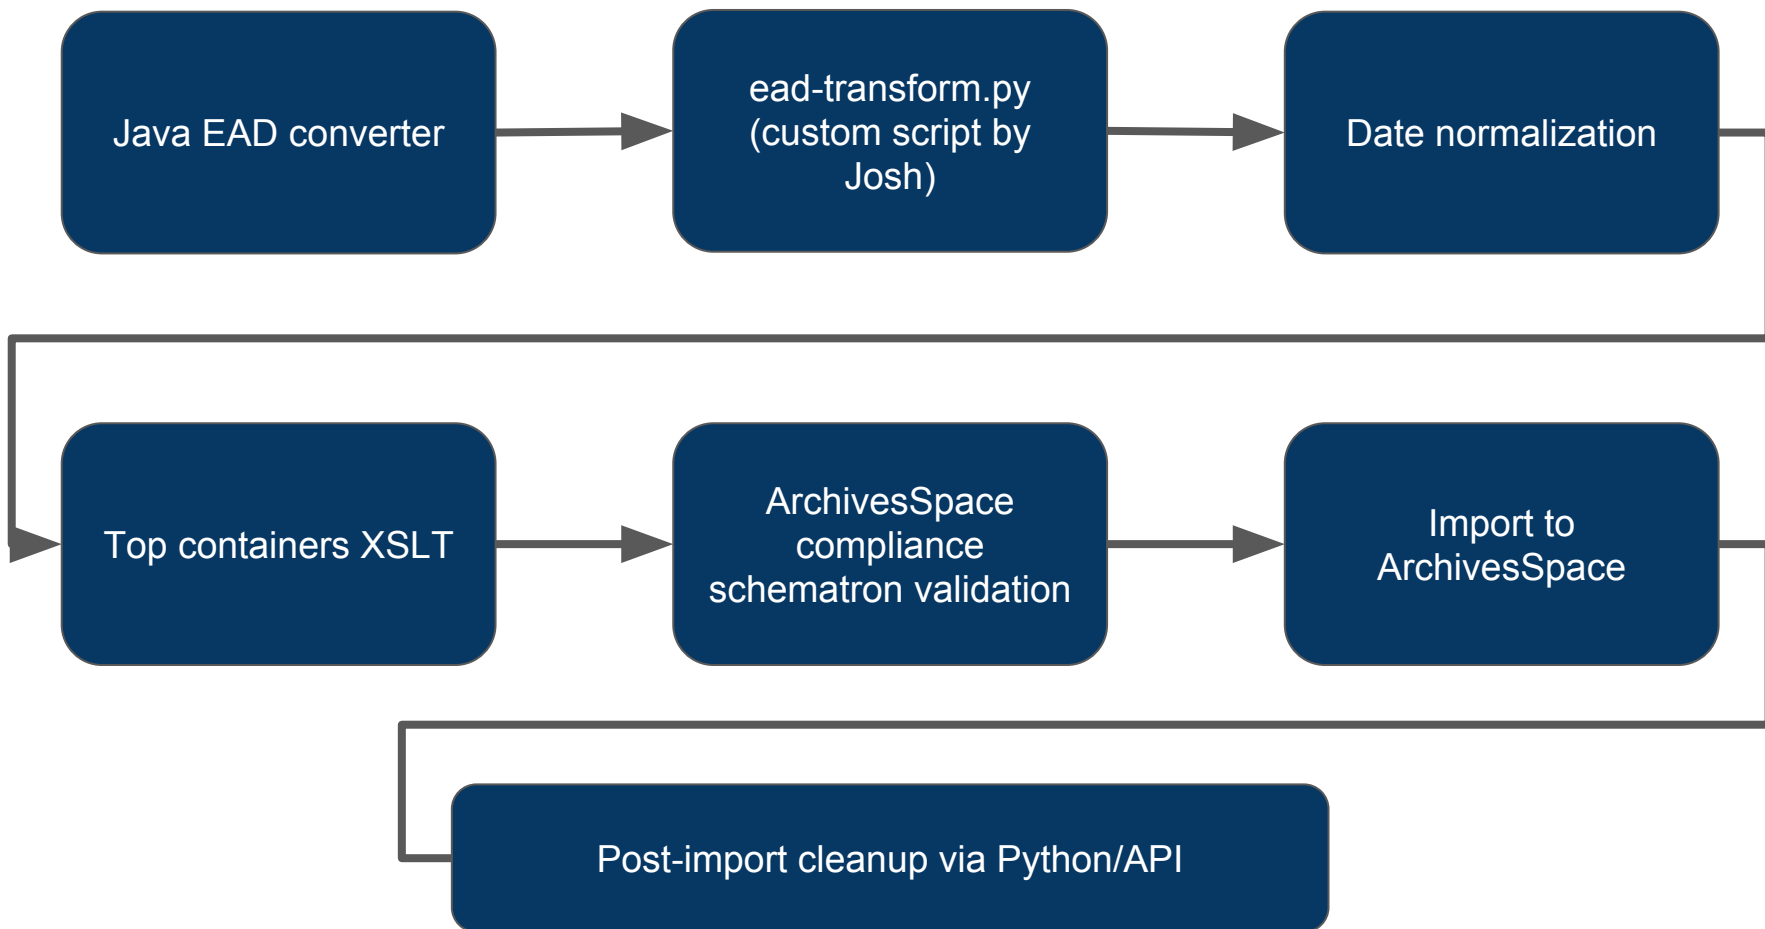 Java EAD converter
ead-transform.py
(custom script by
Josh)
Date normalization
Top containers XSLT
ArchivesSpace
compliance
schematron validation
Import to
ArchivesSpace
Post-import cleanup via Python/API